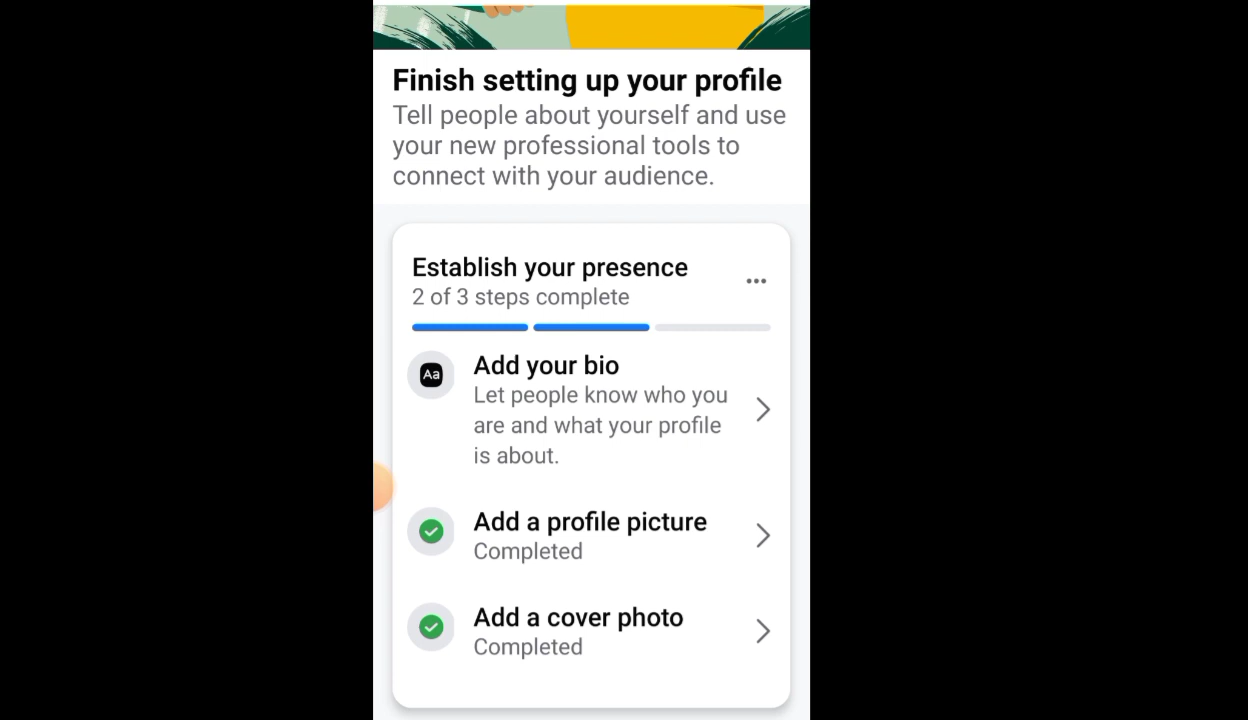 Finish setting up your profile
Tell people about yourself and use
your new professional tools to
connect with your audience.
Establish your presence
2 of 3 steps complete
Aa
Add your bio
Let people know who you
are and what your profile
is about.
Add a profile picture
Completed
Add a cover photo
Completed